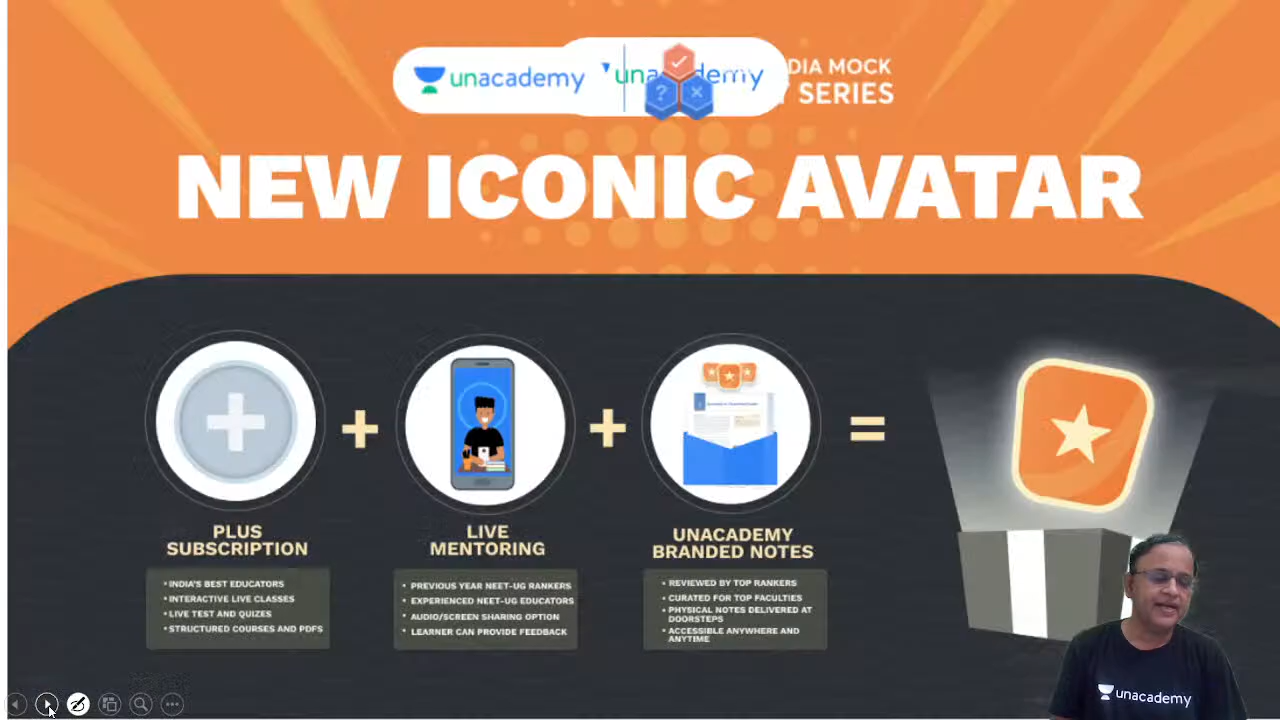 unacademy
unacademy
DIA MOCK
SERIES
NEW ICONIC AVATAR
PLUS
SUBSCRIPTION
• INDIA'S BEST EDUCATORS
• INTERACTIVE LIVE CLASSES
• LIVE TEST AND QUIZES
• STRUCTURED COURSES AND PDFS
LIVE
MENTORING
• PREVIOUS YEAR NEET-UG RANKERS
• EXPERIENCED NEET-UG EDUCATORS
• AUDIO/SCREEN SHARING OPTION
• LEARNER CAN PROVIDE FEEDBACK
UNACADEMY
BRANDED NOTES
• REVIEWED BY TOP RANKERS
• CURATED FOR TOP FACULTIES
• PHYSICAL NOTES DELIVERED AT
DOORSTEPS
• ACCESSIBLE ANYWHERE AND
ANYTIME
unacademy